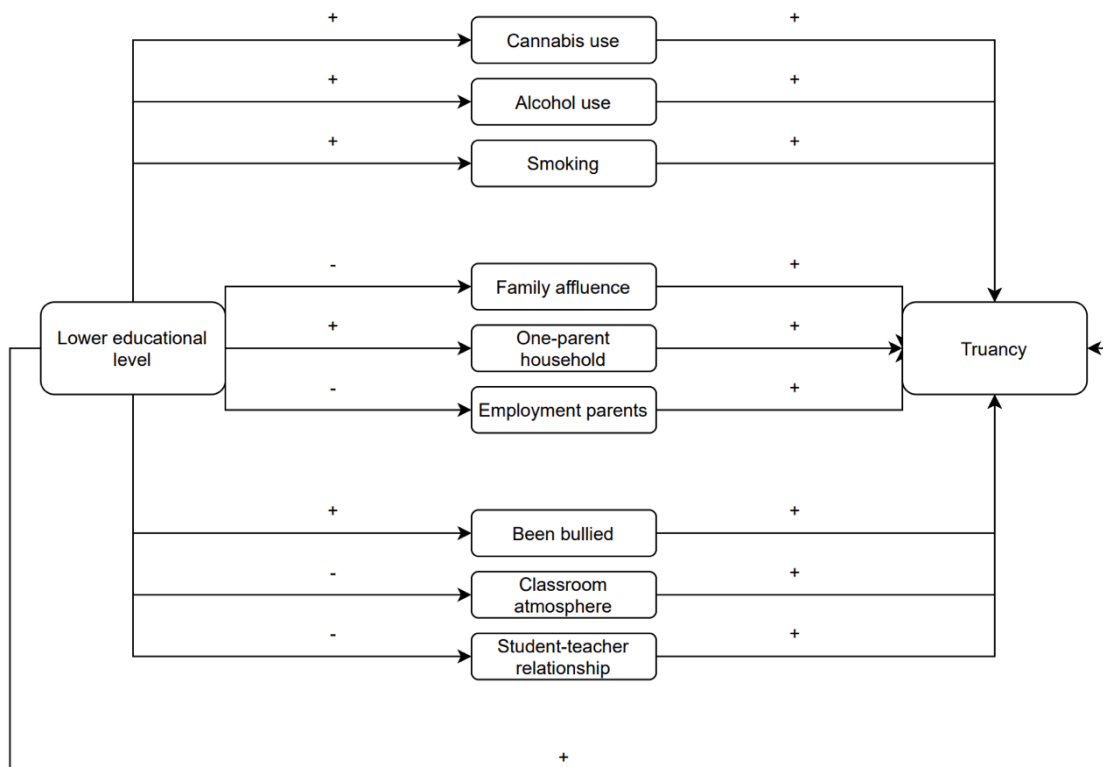 + +
Cannabis use
+ +
Alcohol use
+ +
Smoking
- +
Family affluence
Lower educational
level
+ +
One-parent
household
Truancy
- +
Employment parents
+ +
Been bullied
- +
Classroom
atmosphere
- +
Student-teacher
relationship
+